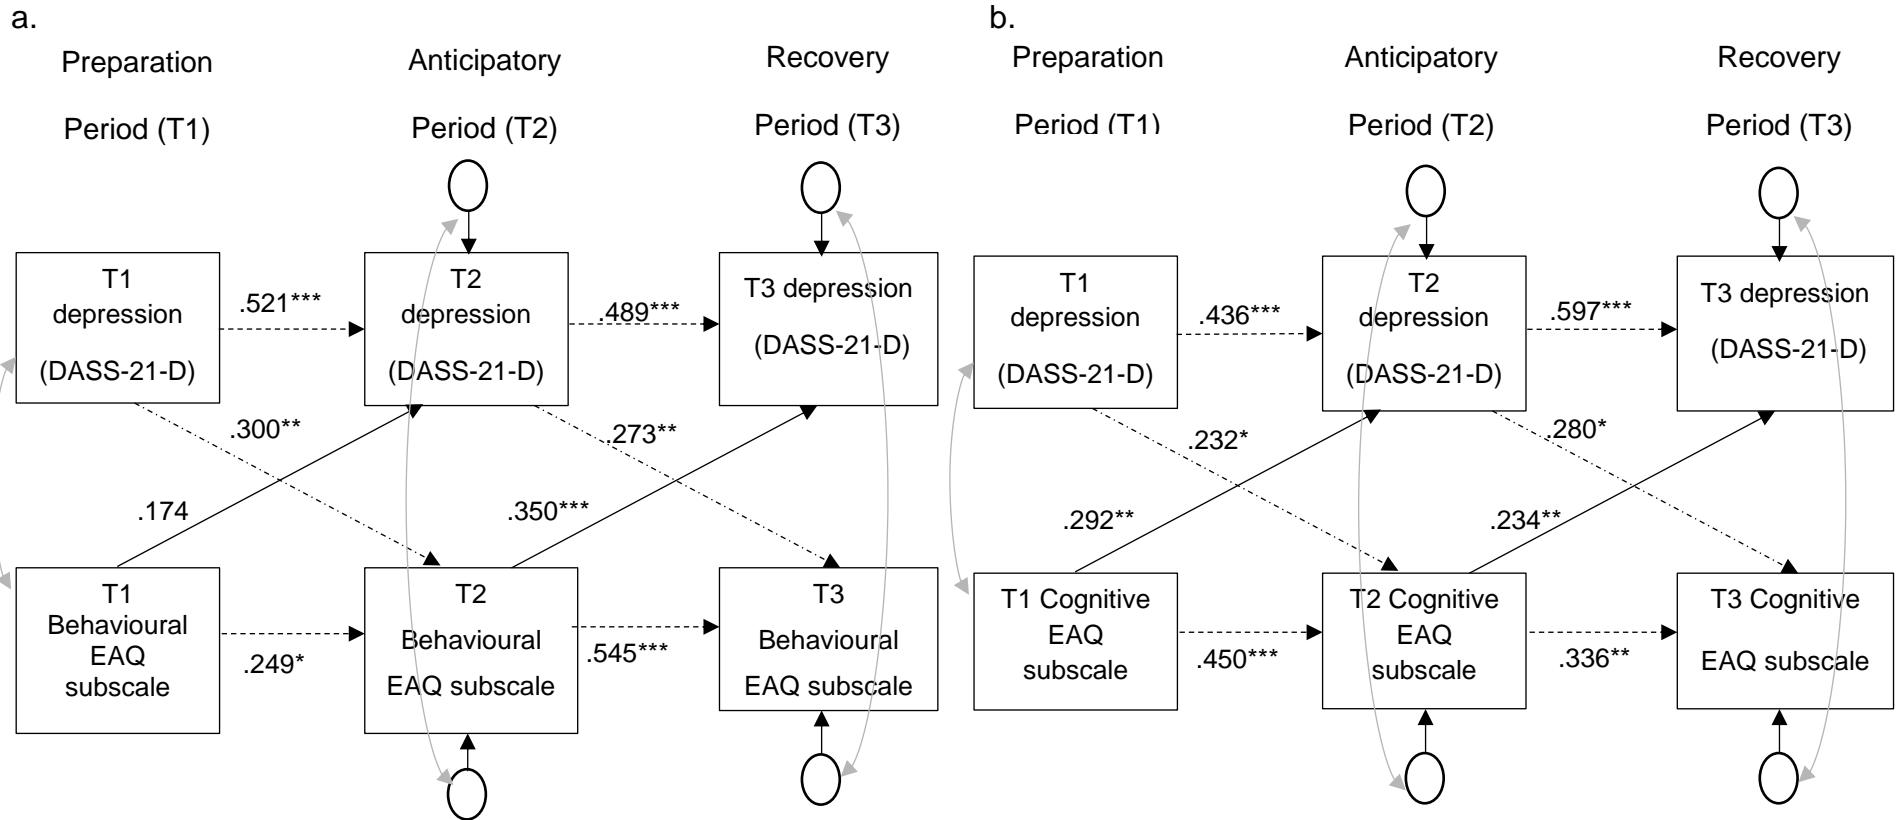 a.
Preparation
Period (T1)
Anticipatory
Period (T2)
Recovery
Period (T3)
T1
depression
(DASS-21-D)
.521***
T2
depression
(DASS-21-D)
.489***
T3 depression
(DASS-21-D)
.300**
.273**
.174
.350***
T1
Behavioural
EAQ
subscale
.249*
T2
Behavioural
EAQ subscale
.545***
T3
Behavioural
EAQ subscale
b.
Preparation
Period (T1)
Anticipatory
Period (T2)
Recovery
Period (T3)
T1
depression
(DASS-21-D)
.436***
T2
depression
(DASS-21-D)
.597***
T3 depression
(DASS-21-D)
.232*
.280*
.292**
.234**
T1 Cognitive
EAQ
subscale
.450***
T2 Cognitive
EAQ
subscale
.336**
T3 Cognitive
EAQ subscale